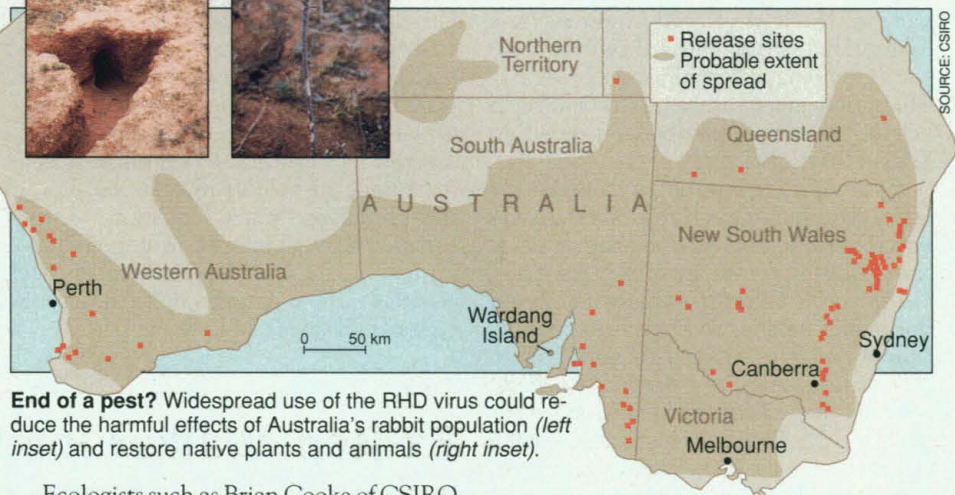 SOURCE: CSIRO
Northern
Territory
Release sites
Probable extent
of spread
South Australia
Queensland
AUSTRALIA
New South Wales
Western Australia
Perth
Wardang
Island
0 50 km
Sydney
Canberra
Victoria
Melbourne
End of a pest? Widespread use of the RHD virus could re-
duce the harmful effects of Australia's rabbit population (left
inset) and restore native plants and animals (right inset).
Ecologists such as Brian Cooke of CSIRO